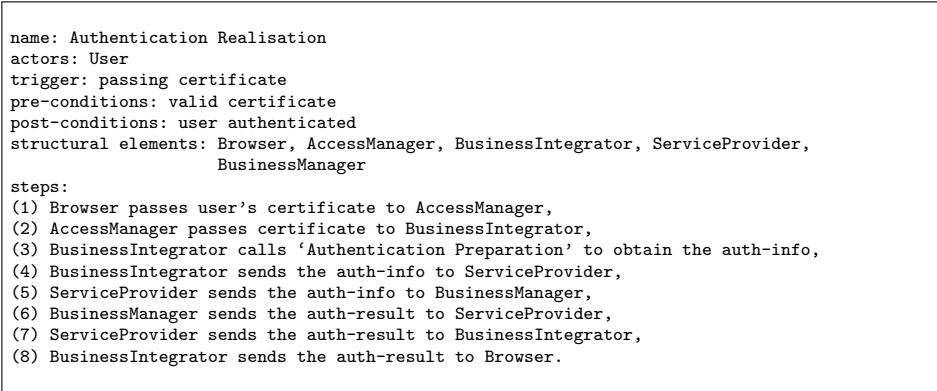 name: Authentication Realisation
actors: User
trigger: passing certificate
pre-conditions: valid certificate
post-conditions: user authenticated
structural elements: Browser, AccessManager, BusinessIntegrator, ServiceProvider,
BusinessManager
steps:
(1) Browser passes user's certificate to AccessManager,
(2) AccessManager passes certificate to BusinessIntegrator,
(3) BusinessIntegrator calls ‘Authentication Preparation’ to obtain the auth-info,
(4) BusinessIntegrator sends the auth-info to ServiceProvider,
(5) ServiceProvider sends the auth-info to BusinessManager,
(6) BusinessManager sends the auth-result to ServiceProvider,
(7) ServiceProvider sends the auth-result to BusinessIntegrator,
(8) BusinessIntegrator sends the auth-result to Browser.